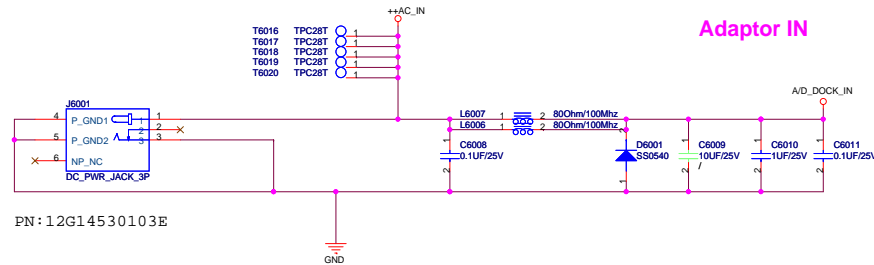 ++AC_IN
Adaptor IN
T6016 TPC28T 1
T6017 TPC28T 1
T6018 TPC28T 1
T6019 TPC28T 1
T6020 TPC28T 1
A/D_DOCK_IN
J6001
4 P_GND1 1 1
2 2
5 P_GND2 3 3
6 NP_NC
DC_PWR_JACK_3P
L6007 1 2 80Ohm/100Mhz
L6006 1 2 80Ohm/100Mhz
1 C6008 0.1UF/25V 2
2 D6001 SS0540 1
1 C6009 10UF/25V / 2
1 C6010 1UF/25V 2
1 C6011 0.1UF/25V 2
PN:12G14530103E
GND